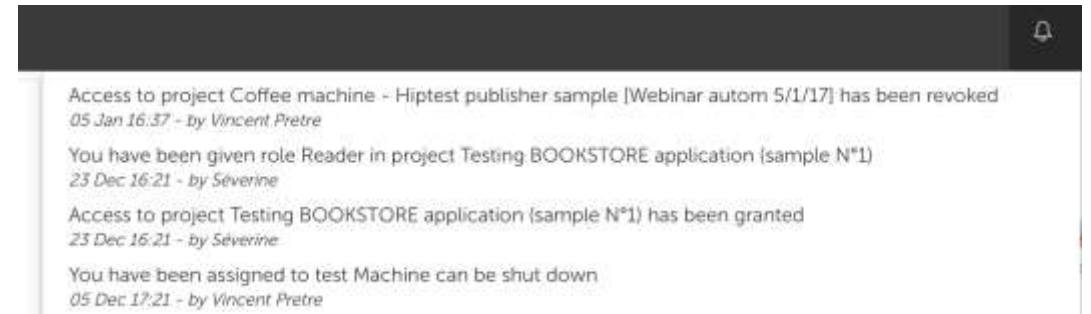 Access to project Coffee machine - Hiptest publisher sample [Webinar autom 5/1/17] has been revoked
05 Jan 16:37 - by Vincent Pretre
You have been given role Reader in project Testing BOOKSTORE application (sample N°1)
23 Dec 16:21 - by Séverine
Access to project Testing BOOKSTORE application (sample N°1) has been granted
23 Dec 16:21 - by Séverine
You have been assigned to test Machine can be shut down
05 Dec 17:21 - by Vincent Pretre